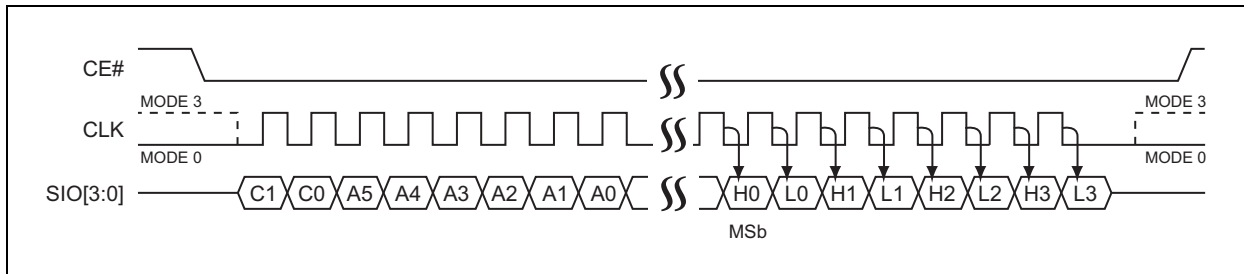 CE#
MODE 3 MODE 3
CLK
MODE 0 MODE 0
SIO[3:0] C1 C0 A5 A4 A3 A2 A1 A0 H0 L0 H1 L1 H2 L2 H3 L3
MSb